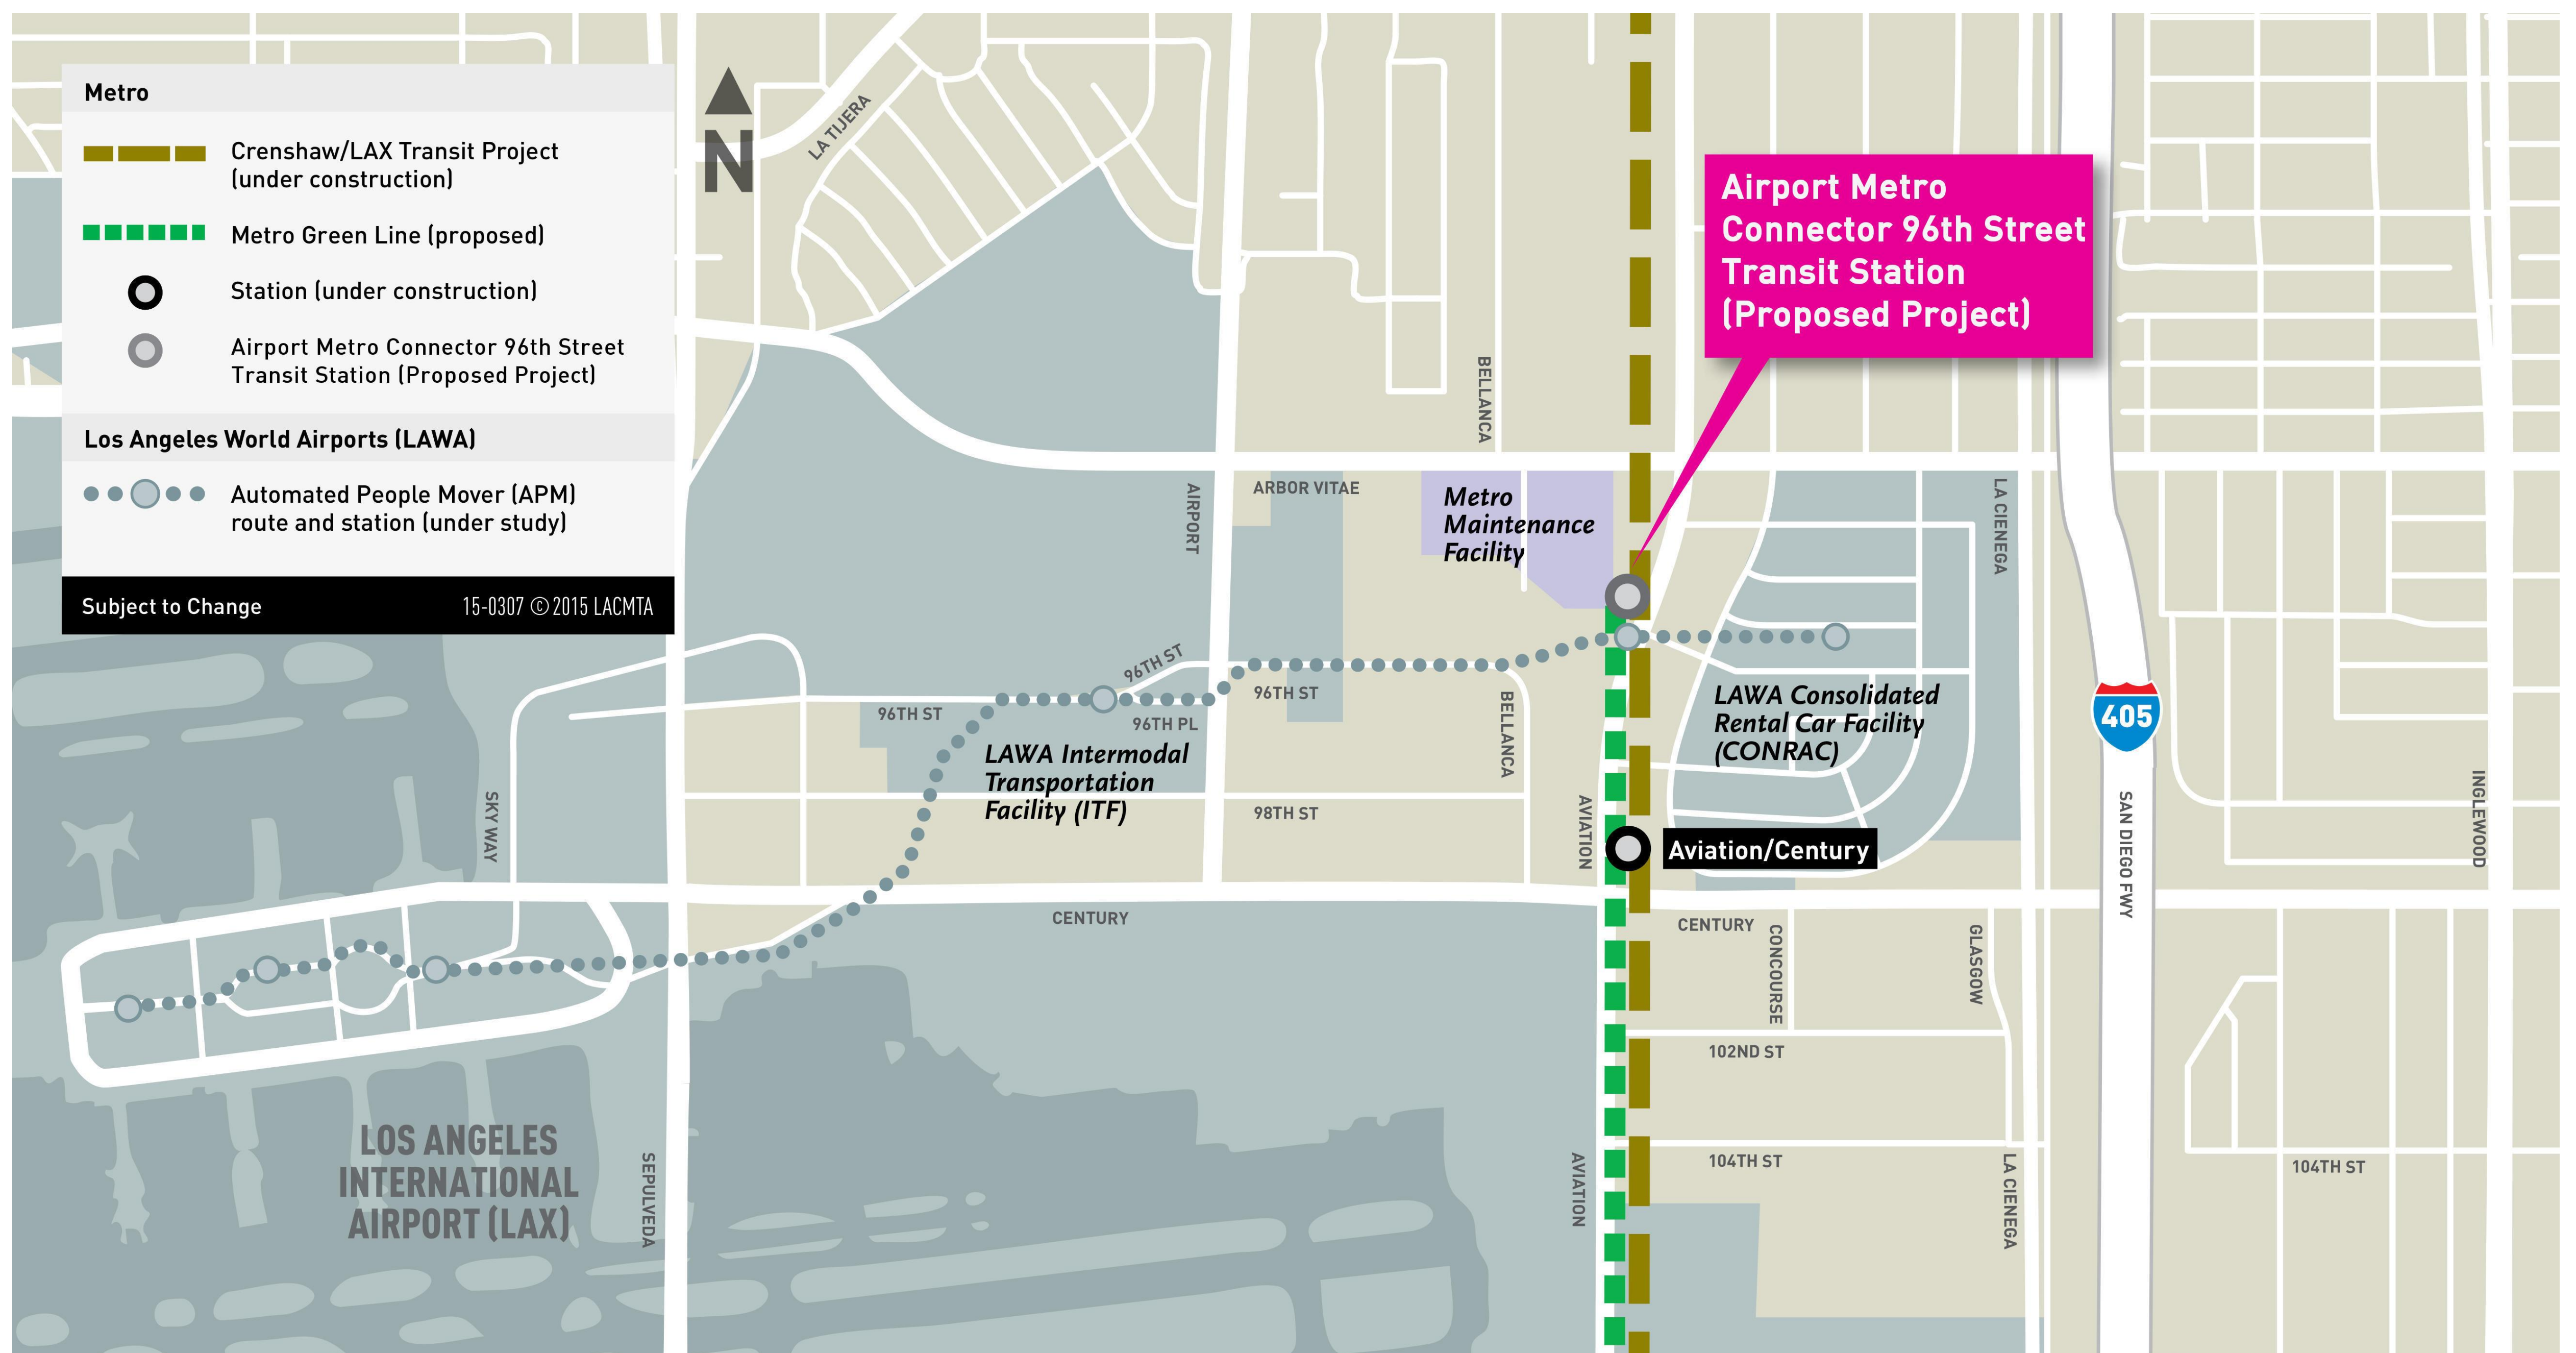 Metro
Crenshaw/LAX Transit Project
(under construction)
Metro Green Line (proposed)
Station (under construction)
Airport Metro Connector 96th Street
Transit Station (Proposed Project)
Los Angeles World Airports (LAWA)
Automated People Mover (APM)
route and station (under study)
Subject to Change
15-0307 © 2015 LACMTA
N
LA TIJERA
Airport Metro
Connector 96th Street
Transit Station
(Proposed Project)
BELLANCA
AIRPORT
ARBOR VITAE
Metro
Maintenance
Facility
LA CIENEGA
96TH ST
96TH ST
96TH ST
96TH PL
BELLANCA
LAWA Intermodal
Transportation
Facility (ITF)
LAWA Consolidated
Rental Car Facility
(CONRAC)
405
SKY WAY
98TH ST
AVIATION
Aviation/Century
SAN DIEGO FWY
INGLEWOOD
CENTURY
CENTURY
CONCOURSE
GLASGOW
102ND ST
LOS ANGELES
INTERNATIONAL
AIRPORT (LAX)
SEPULVEDA
AVIATION
104TH ST
LA CIENEGA
104TH ST